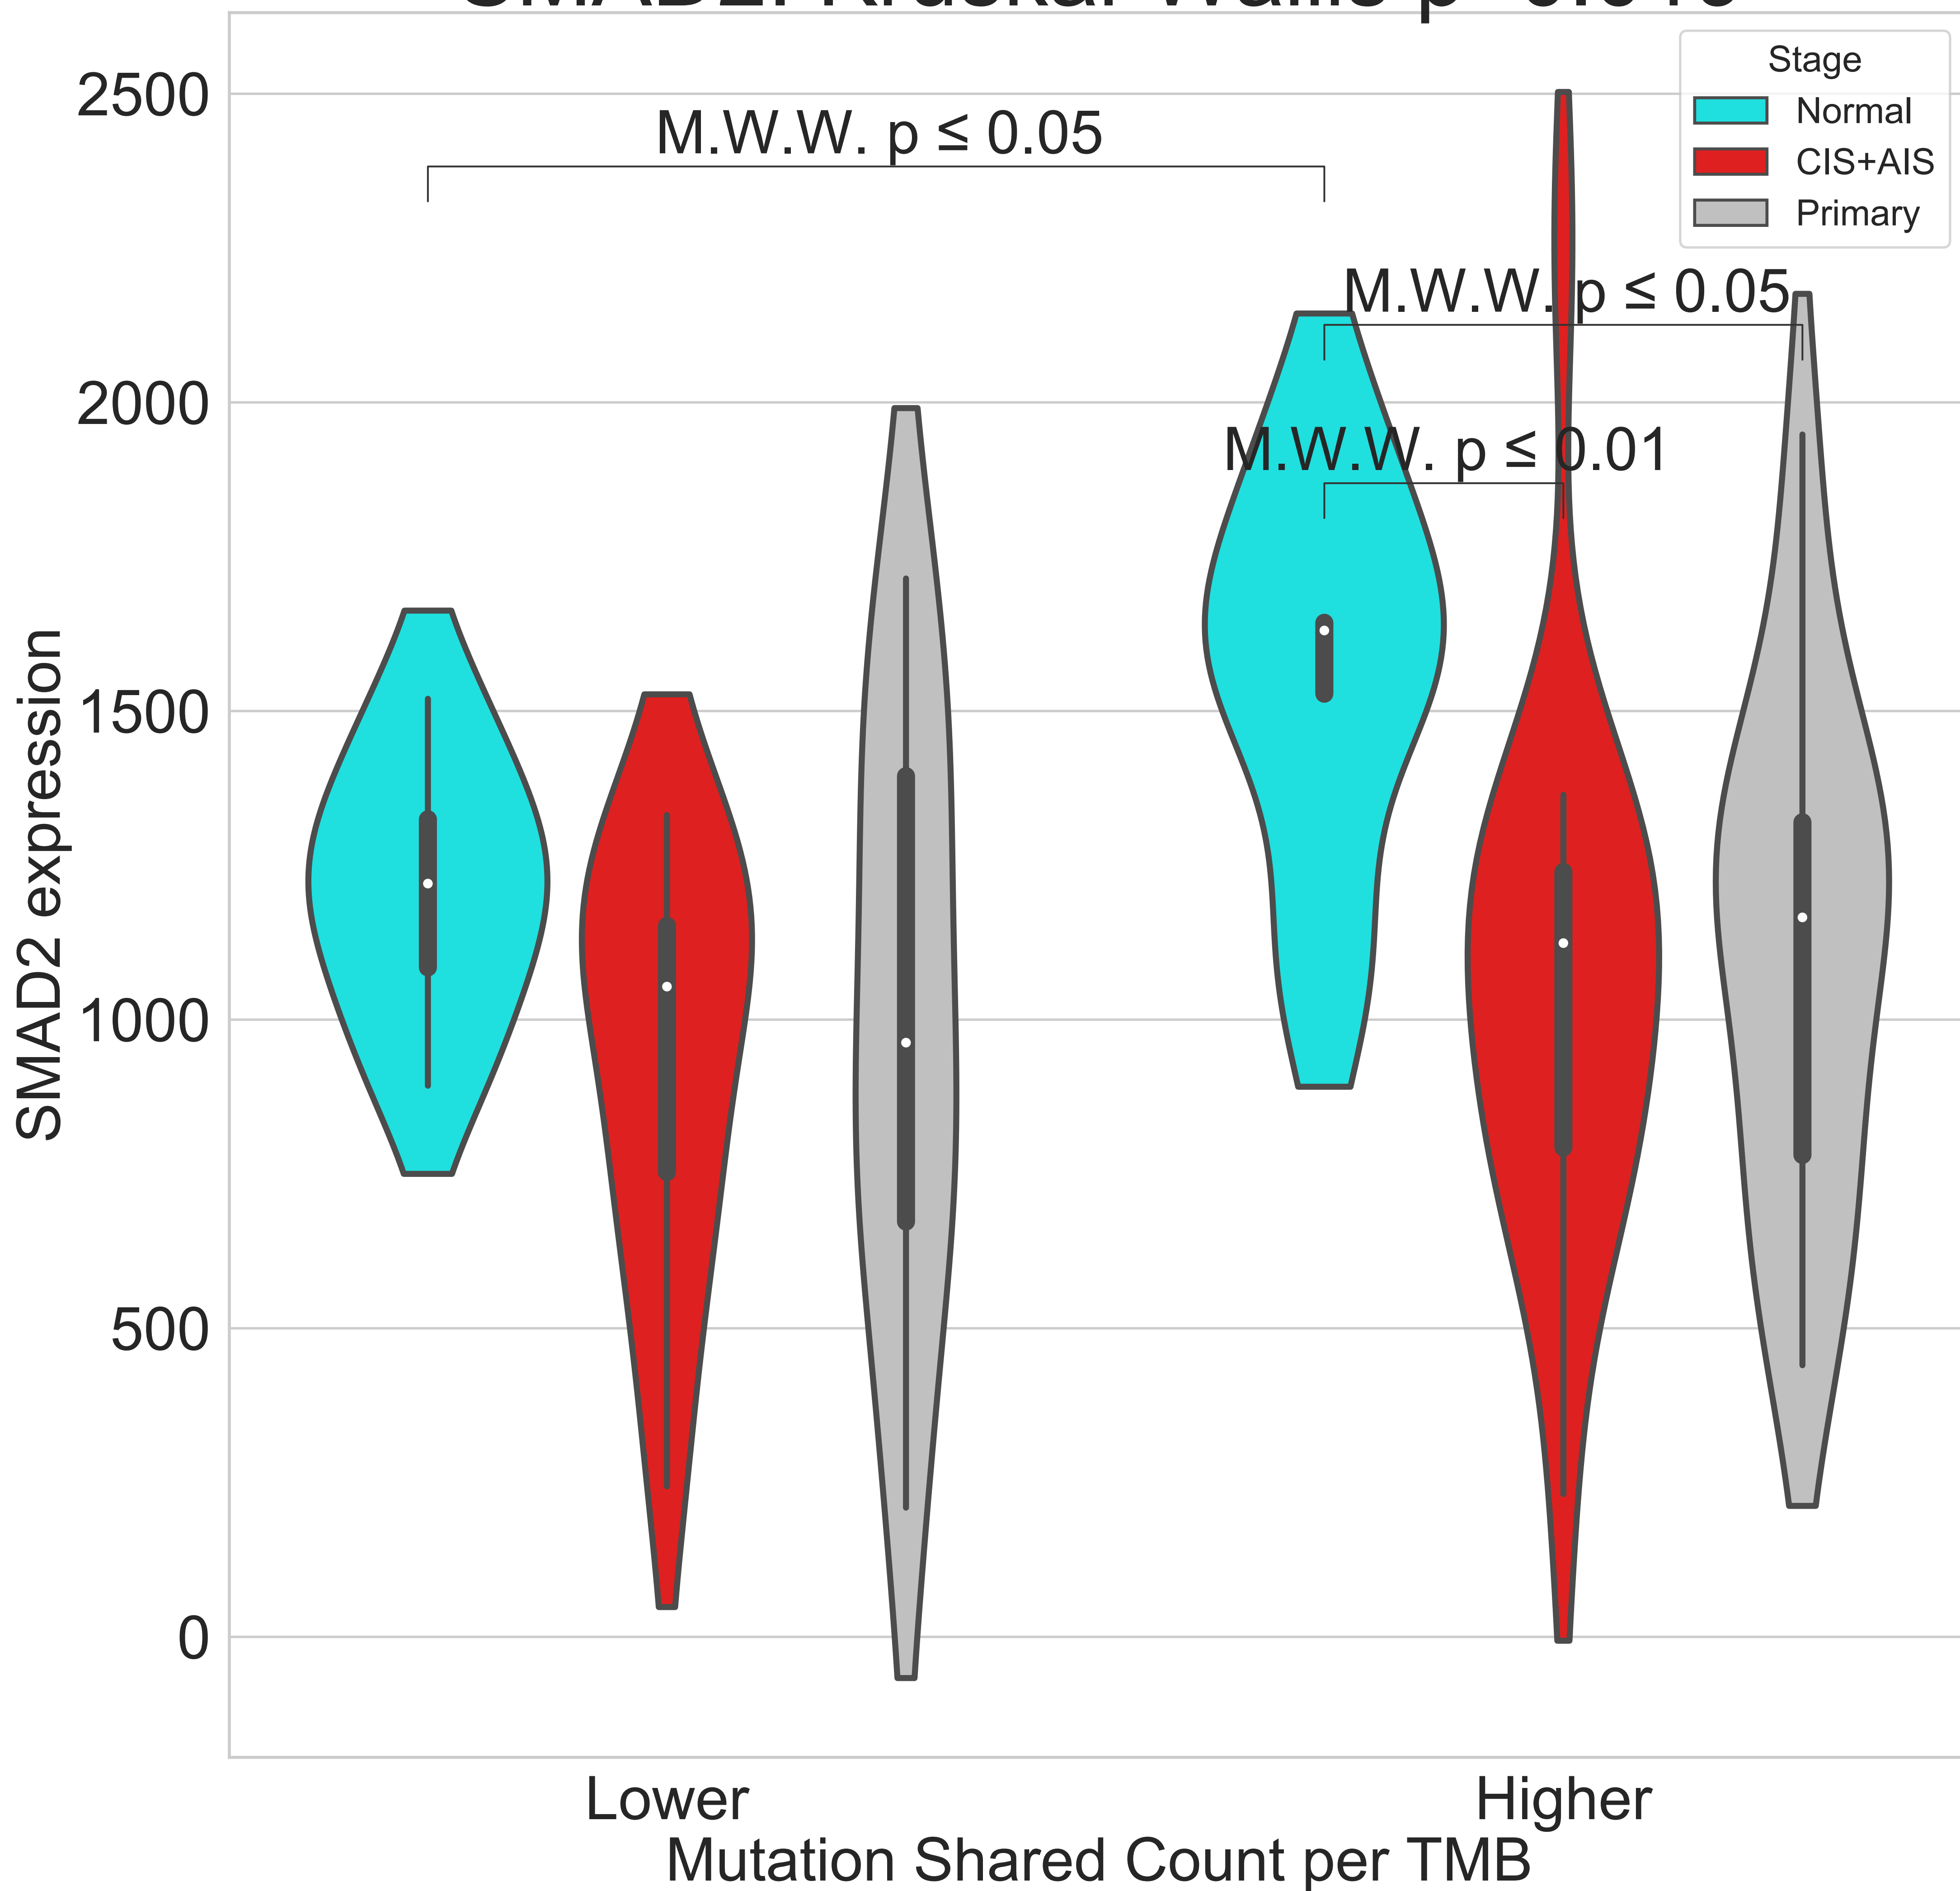 Stage
Normal
CIS+AIS
Primary
2500
2000
1500
1000
500
0
SMAD2 expression
M.W.W. p ≤ 0.05
M.W.W. p ≤ 0.05
M.W.W. p ≤ 0.01
Lower
Higher
Mutation Shared Count per TMB